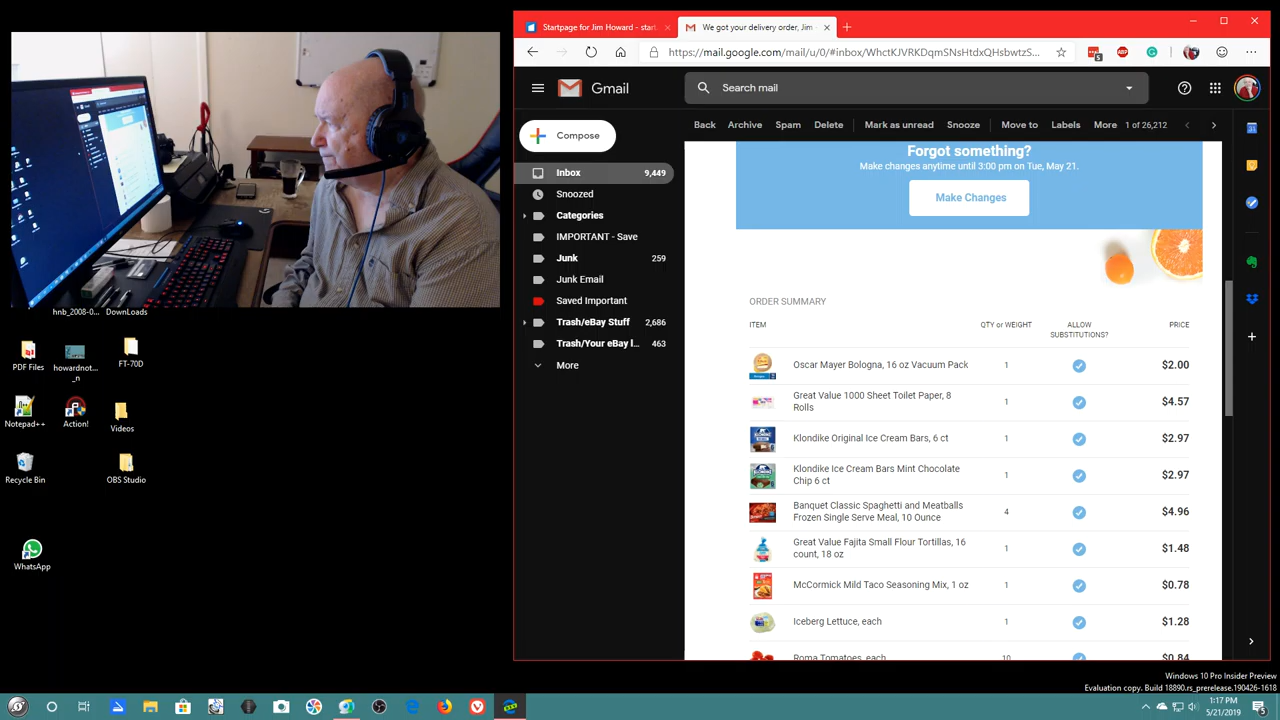 Startpage for Jim Howard - start.
We got your delivery order, Jim
https://mail.google.com/mail/u/0/#inbox/WhctKJVRKDqmSNsHtdxQHsbwtzS...
5
Gmail
Search mail
Compose
Back
Archive
Spam
Delete
Mark as unread
Snooze
Move to
Labels
More
1 of 26,212
Inbox 9,449
Snoozed
Categories
IMPORTANT - Save
Junk 259
Junk Email
Saved Important
Trash/eBay Stuff 2,686
Trash/Your eBay l... 463
More
Forgot something?
Make changes anytime until 3:00 pm on Tue, May 21.
Make Changes
ORDER SUMMARY
ITEM
QTY or WEIGHT
ALLOW
SUBSTITUTIONS?
PRICE
Oscar Mayer Bologna, 16 oz Vacuum Pack 1 $2.00
Great Value 1000 Sheet Toilet Paper, 8
Rolls
1 $4.57
Klondike Original Ice Cream Bars, 6 ct 1 $2.97
Klondike Ice Cream Bars Mint Chocolate
Chip 6 ct
1 $2.97
Banquet Classic Spaghetti and Meatballs
Frozen Single Serve Meal, 10 Ounce
4 $4.96
Great Value Fajita Small Flour Tortillas, 16
count, 18 oz
1 $1.48
McCormick Mild Taco Seasoning Mix, 1 oz 1 $0.78
Iceberg Lettuce, each 1 $1.28
Roma Tomatoes, each 10 $0.84
hnb_2008-0...
DownLoads
PDF Files
howardnot...
_n
FT-70D
Notepad++
Action!
Videos
Recycle Bin
OBS Studio
WhatsApp
Windows 10 Pro Insider Preview
Evaluation copy. Build 18890.rs_prerelease.190426-1618
1:17 PM
5/21/2019
5